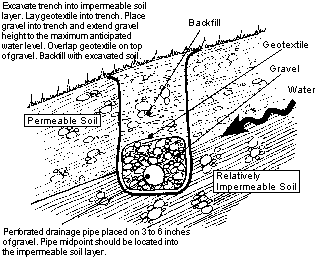 Excavate trench into impermeable soil
layer. Lay geotextile into trench. Place
gravel into trench and extend gravel
height to the maximum anticipated
water level. Overlap geotextile on top
of gravel. Backfill with excavated soil.
Backfill
Geotextile
Gravel
Water
Permeable Soil
Relatively
Impermeable Soil
Perforated drainage pipe placed on 3 to 6 inches
of gravel. Pipe midpoint should be located into
the impermeable soil layer.